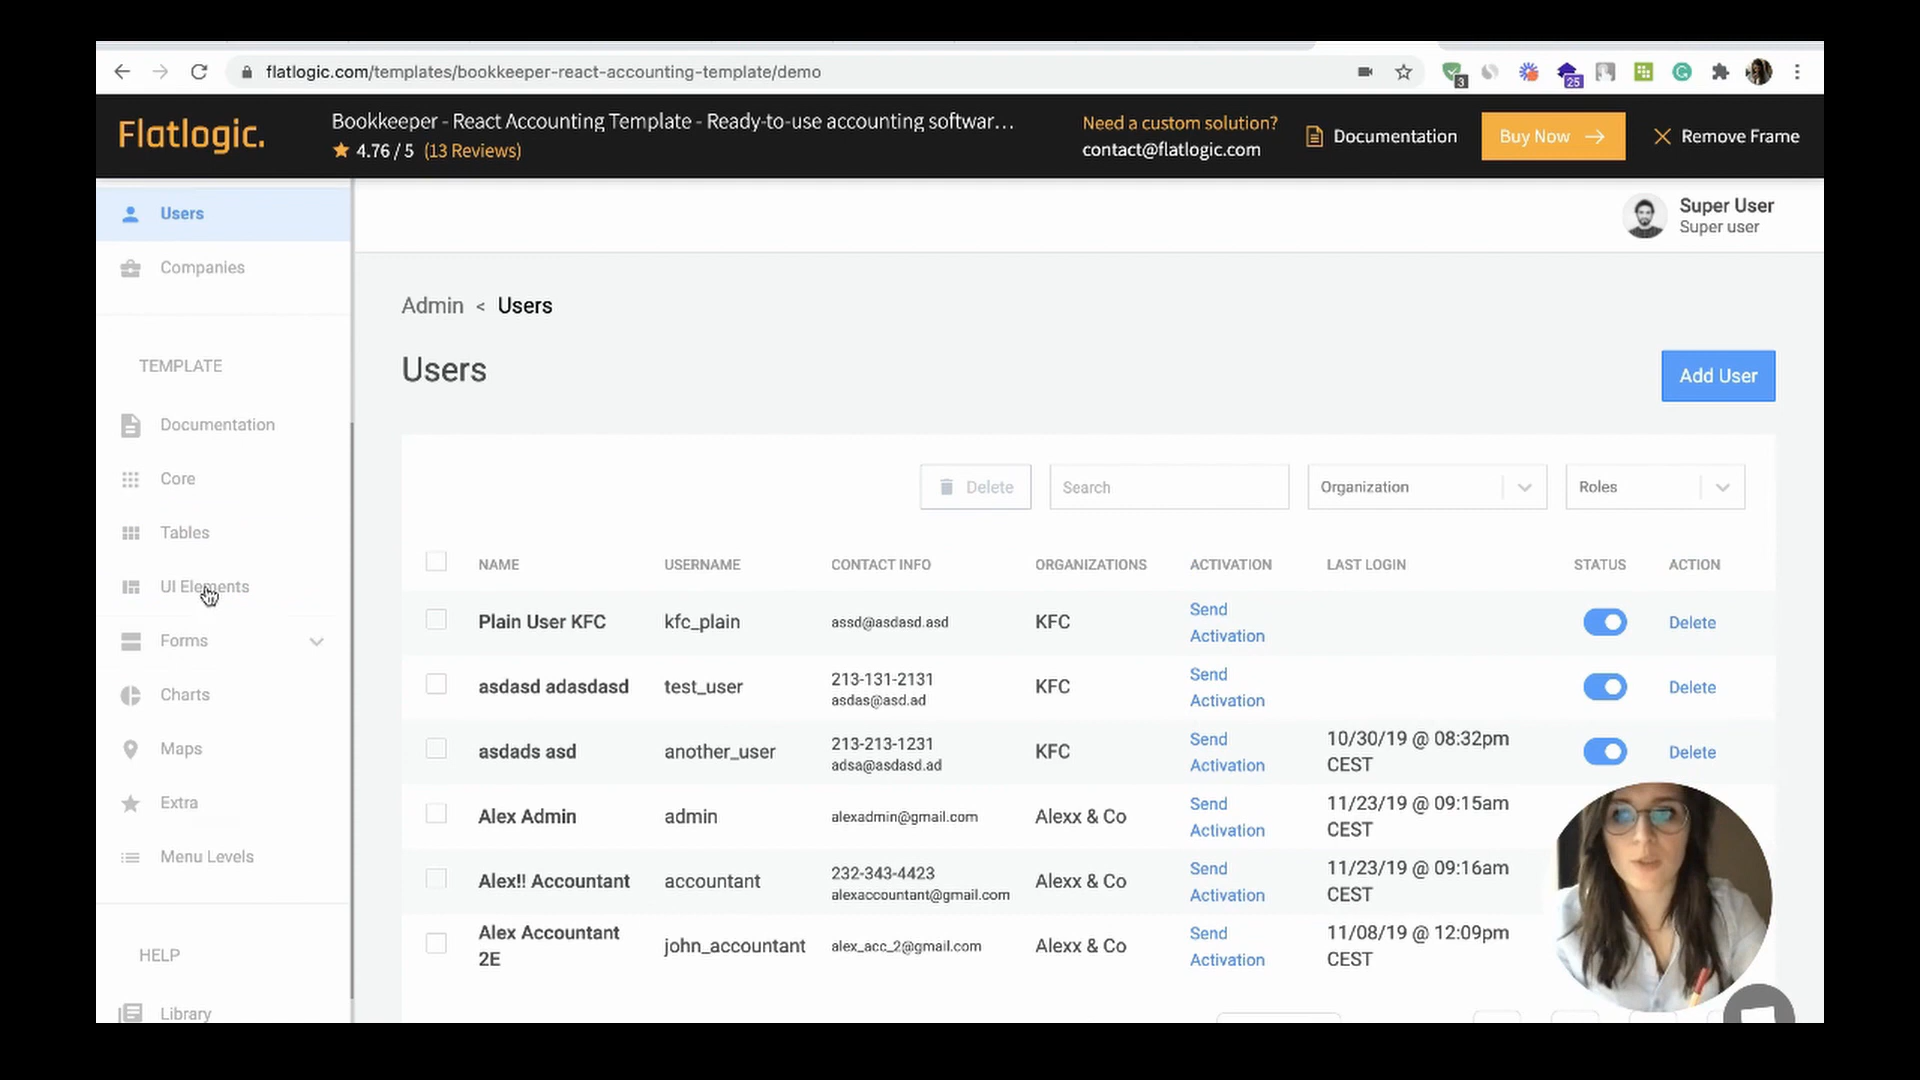 flatlogic.com/templates/bookkeeper-react-accounting-template/demo
3
25
Flatlogic.
Bookkeeper - React Accounting Template - Ready-to-use accounting softwar...
4.76 / 5 (13 Reviews)
Need a custom solution?
contact@flatlogic.com
Documentation
Buy Now
Remove Frame
Users
Companies
TEMPLATE
Documentation
Core
Tables
UI Elements
Forms
Charts
Maps
Extra
Menu Levels
HELP
Library
Super User
Super user
Admin < Users
Users
Add User
Delete
Search
Organization
Roles
NAME USERNAME CONTACT INFO ORGANIZATIONS ACTIVATION LAST LOGIN STATUS ACTION
Plain User KFC kfc_plain assd@asdasd.asd KFC Send Activation Delete
asdasd adasdasd test_user 213-131-2131 asdas@asd.ad KFC Send Activation Delete
asdads asd another_user 213-213-1231 adsa@asdasd.ad KFC Send Activation 10/30/19 @ 08:32pm CEST Delete
Alex Admin admin alexadmin@gmail.com Alexx & Co Send Activation 11/23/19 @ 09:15am CEST
Alex!! Accountant accountant 232-343-4423 alexaccountant@gmail.com Alexx & Co Send Activation 11/23/19 @ 09:16am CEST
Alex Accountant 2E john_accountant alex_acc_2@gmail.com Alexx & Co Send Activation 11/08/19 @ 12:09pm CEST